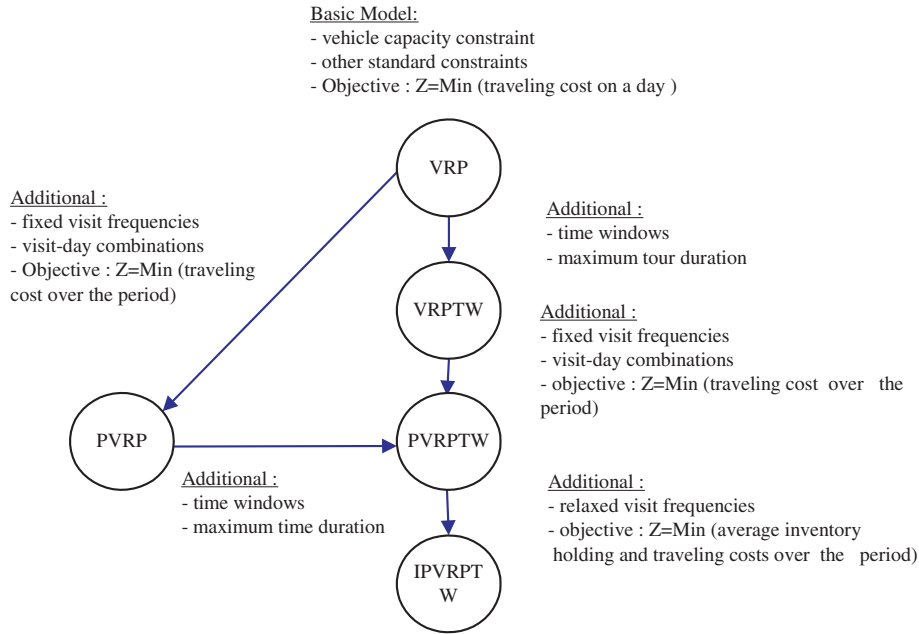 Basic Model:
- vehicle capacity constraint
- other standard constraints
- Objective : Z=Min (traveling cost on a day )
VRP
Additional :
- fixed visit frequencies
- visit-day combinations
- Objective : Z=Min (traveling
cost over the period)
Additional :
- time windows
- maximum tour duration
VRPTW
Additional :
- fixed visit frequencies
- visit-day combinations
- objective : Z=Min (traveling cost over the
period)
PVRP
PVRPTW
Additional :
- time windows
- maximum time duration
Additional :
- relaxed visit frequencies
- objective : Z=Min (average inventory
holding and traveling costs over the period)
IPVRPT
W